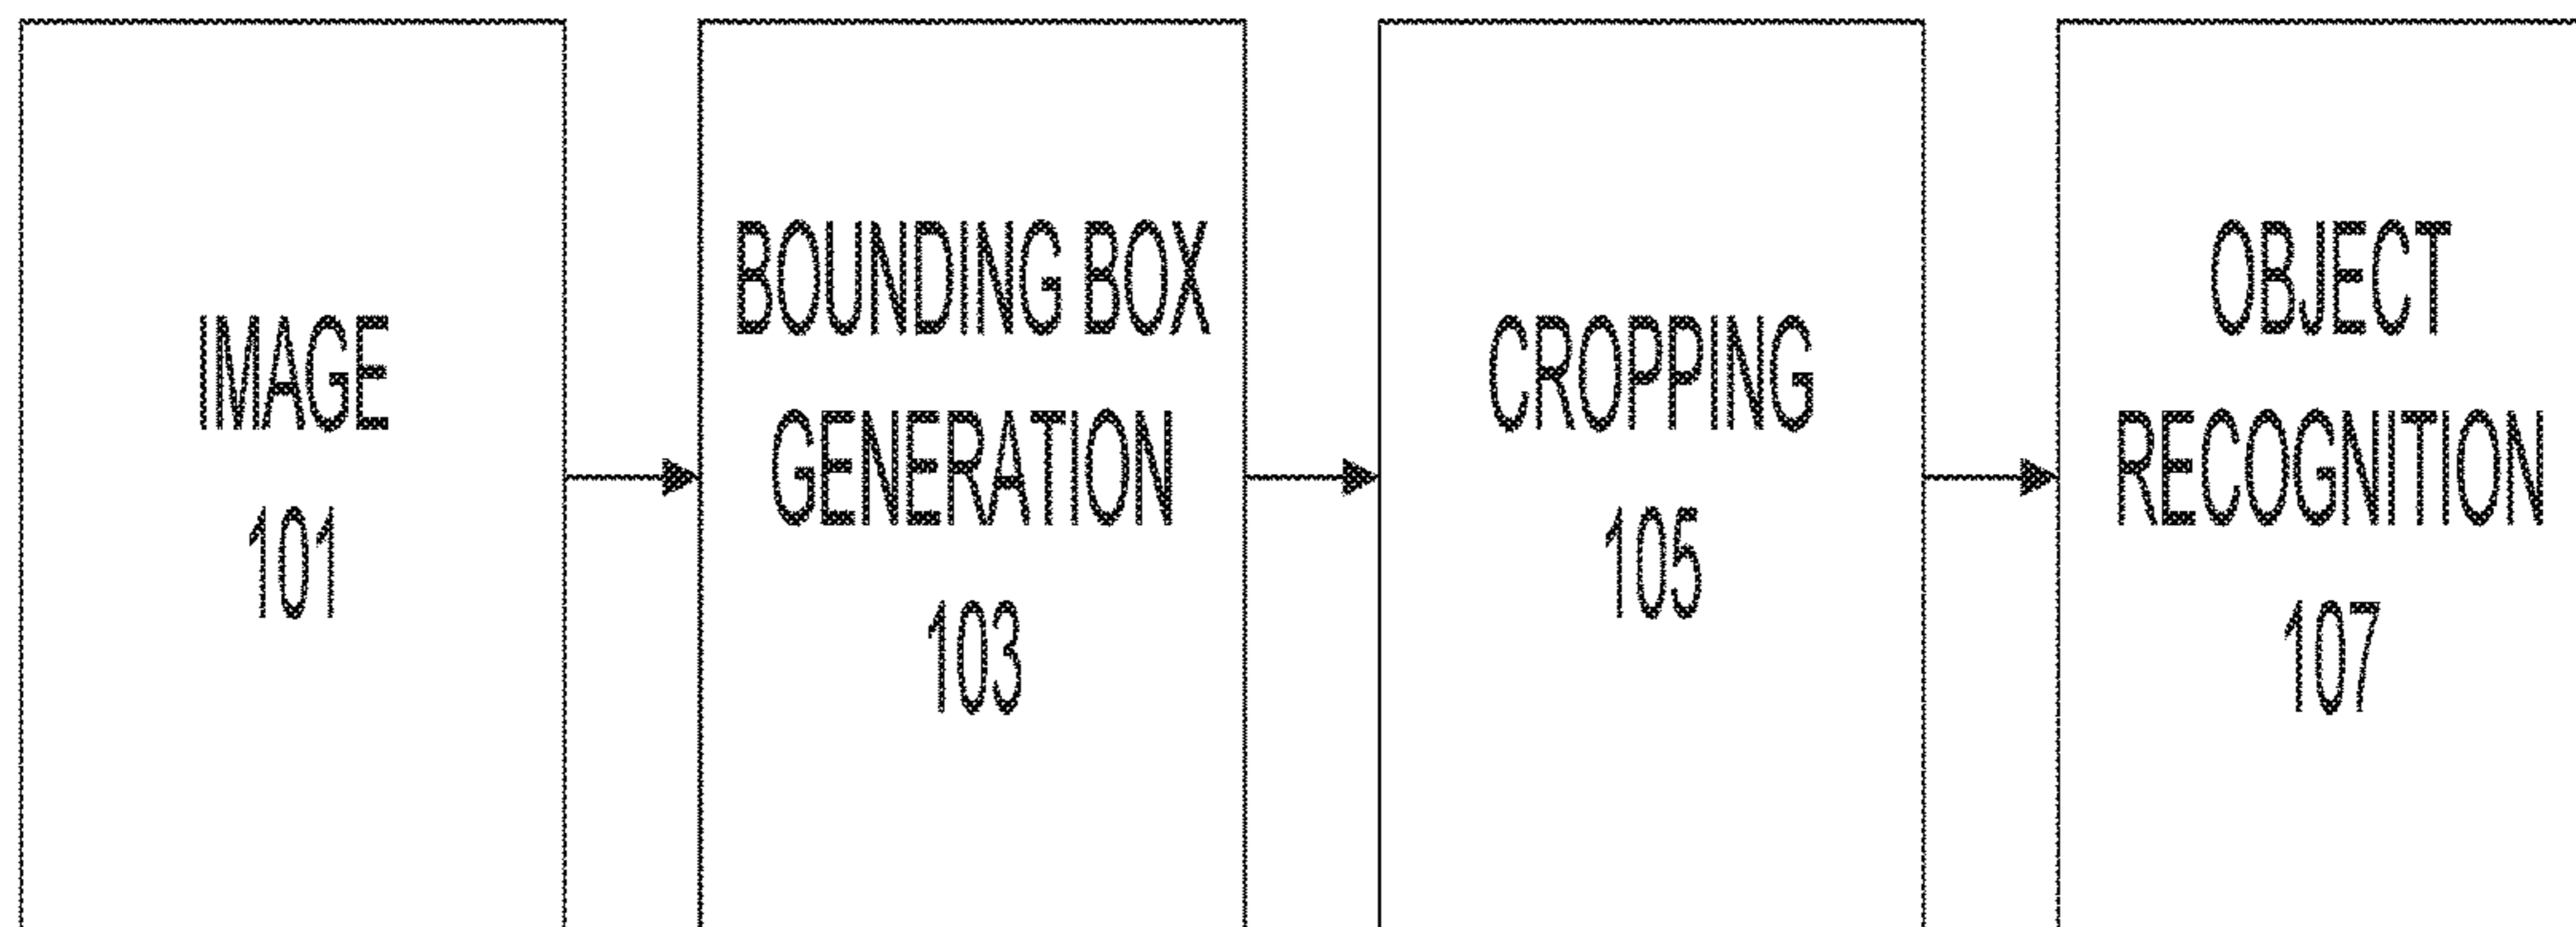 IMAGE
101
BOUNDING BOX
GENERATION
103
CROPPING
105
OBJECT
RECOGNITION
107